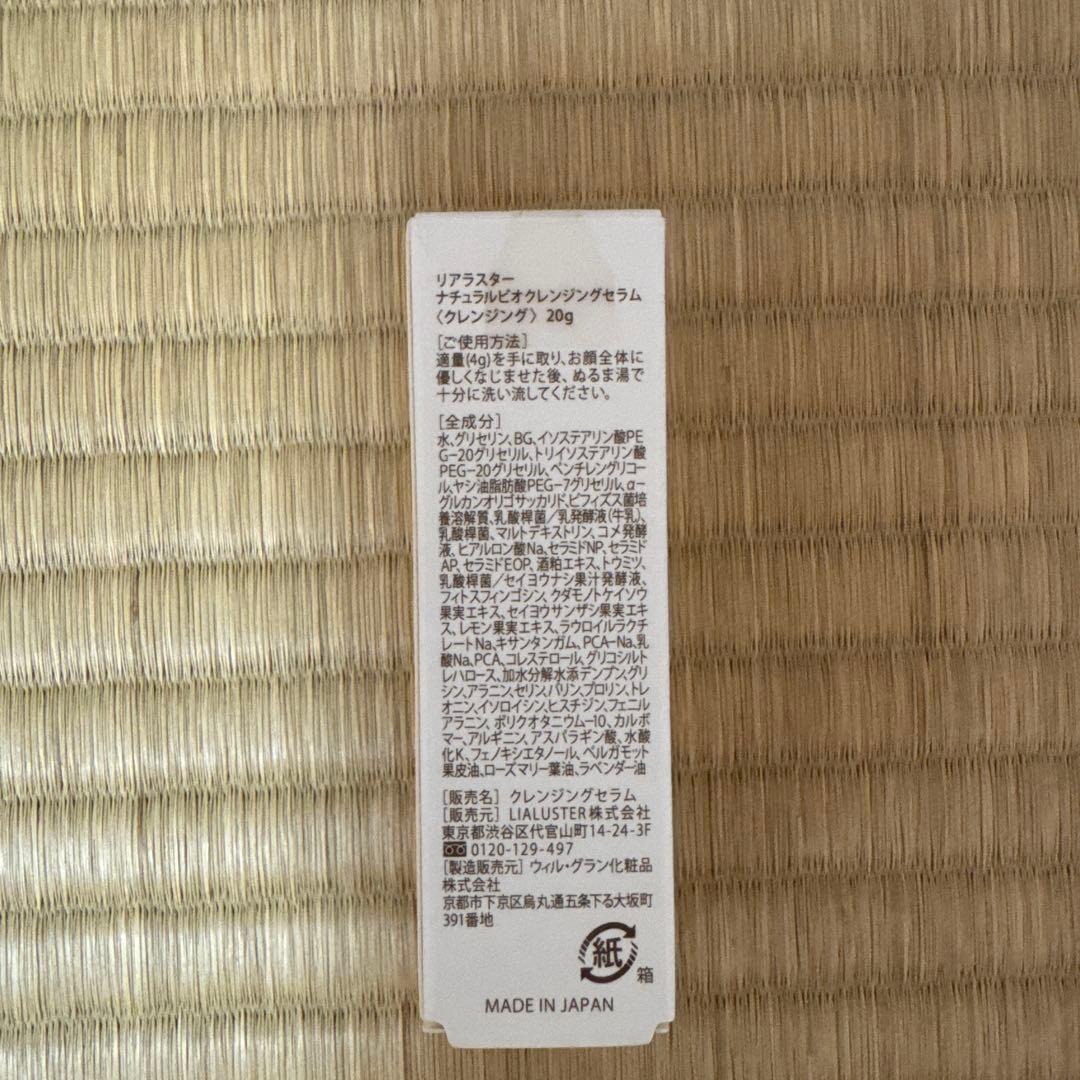 リアラスター
ナチュラルビオクレンジングセラム
〈クレンジング〉 20g
[ご使用方法]
適量(4g)を手に取り、お顔全体に
優しくなじませた後、ぬるま湯で
十分に洗い流してください。
[全成分]
水、グリセリン、BG、イソステアリン酸PE
G-20グリセリル、トリイソステアリン酸
PEG-20グリセリル、ペンチレングリコー
ル、ヤシ油脂肪酸PEG-7グリセリル、α-
グルカンオリゴサッカリド、ビフィズス菌培
養溶解質、乳酸桿菌/乳発酵液(牛乳)、
乳酸桿菌、マルトデキストリン、コメ発酵
液、ヒアルロン酸Na、セラミドNP、セラミド
AP、セラミドEOP、酒粕エキス、トウミツ、
乳酸桿菌/セイヨウナシ果汁発酵液、
フィトスフィンゴシン、クダモノトケイソウ
果実エキス、セイヨウサンザシ果実エキ
ス、レモン果実エキス、ラウロイルラクチ
レートNa、キサンタンガム、PCA-Na、乳
酸Na、PCA、コレステロール、グリコシルト
レハロース、加水分解水添デンプン、グリ
シン、アラニン、セリン、バリン、プロリン、トレ
オニン、イソロイシン、ヒスチジン、フェニル
アラニン、ポリクオタニウム-10、カルボ
マー、アルギニン、アスパラギン酸、水酸
化K、フェノキシエタノール、ベルガモット
果皮油、ローズマリー葉油、ラベンダー油
[販売名] クレンジングセラム
[販売元] LIALUSTER株式会社
東京都渋谷区代官山町14-24-3F
0120-129-497
[製造販売元] ウィル・グラン化粧品
株式会社
京都市下京区烏丸通五条下る大坂町
391番地
紙
箱
MADE IN JAPAN